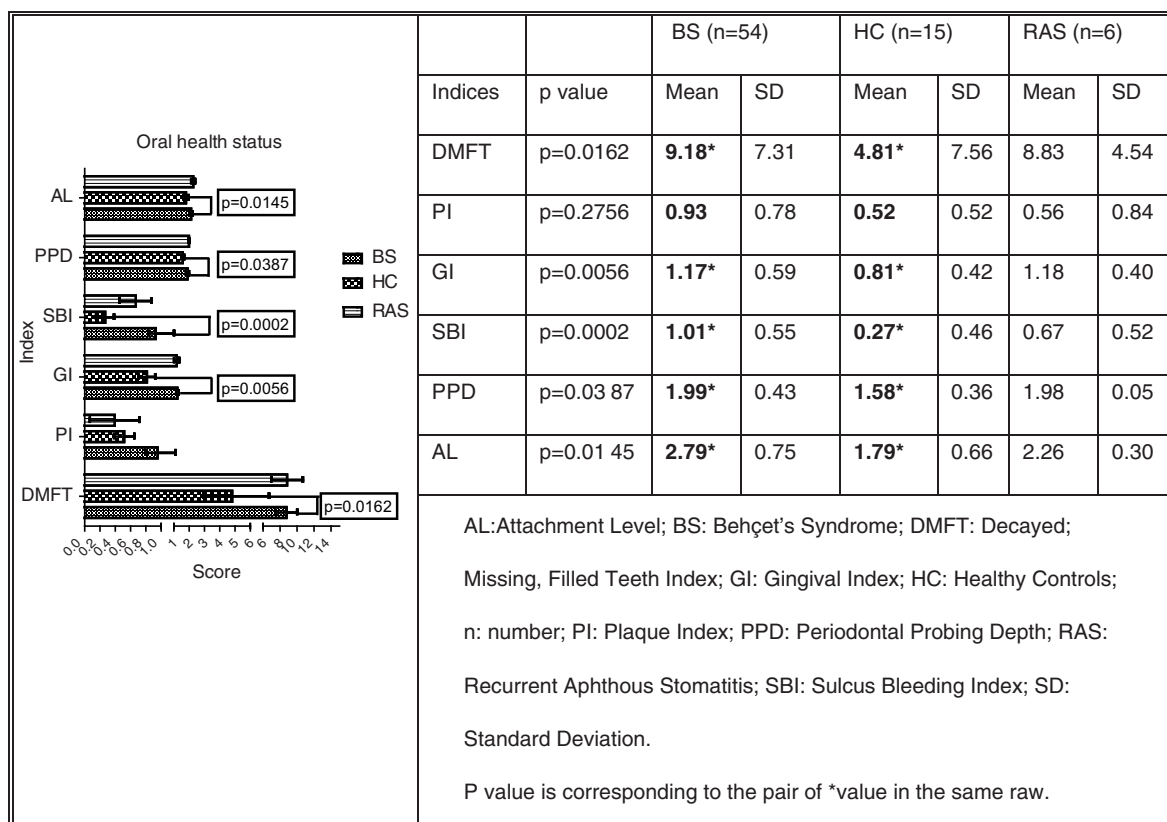 Oral health status
AL
PPD
SBI
GI
PI
DMFT
Index
p=0.0145
p=0.0387
p=0.0002
p=0.0056
p=0.0162
BS
HC
RAS
0.0 0.2 0.4 0.6 0.8 1.0 1 2 3 4 5 6 8 10 12 14
Score
BS (n=54) HC (n=15) RAS (n=6)
Indices p value Mean SD Mean SD Mean SD
DMFT p=0.0162 9.18* 7.31 4.81* 7.56 8.83 4.54
PI p=0.2756 0.93 0.78 0.52 0.52 0.56 0.84
GI p=0.0056 1.17* 0.59 0.81* 0.42 1.18 0.40
SBI p=0.0002 1.01* 0.55 0.27* 0.46 0.67 0.52
PPD p=0.03 87 1.99* 0.43 1.58* 0.36 1.98 0.05
AL p=0.01 45 2.79* 0.75 1.79* 0.66 2.26 0.30
AL:Attachment Level; BS: Behçet's Syndrome; DMFT: Decayed;
Missing, Filled Teeth Index; GI: Gingival Index; HC: Healthy Controls;
n: number; PI: Plaque Index; PPD: Periodontal Probing Depth; RAS:
Recurrent Aphthous Stomatitis; SBI: Sulcus Bleeding Index; SD:
Standard Deviation.
P value is corresponding to the pair of *value in the same raw.